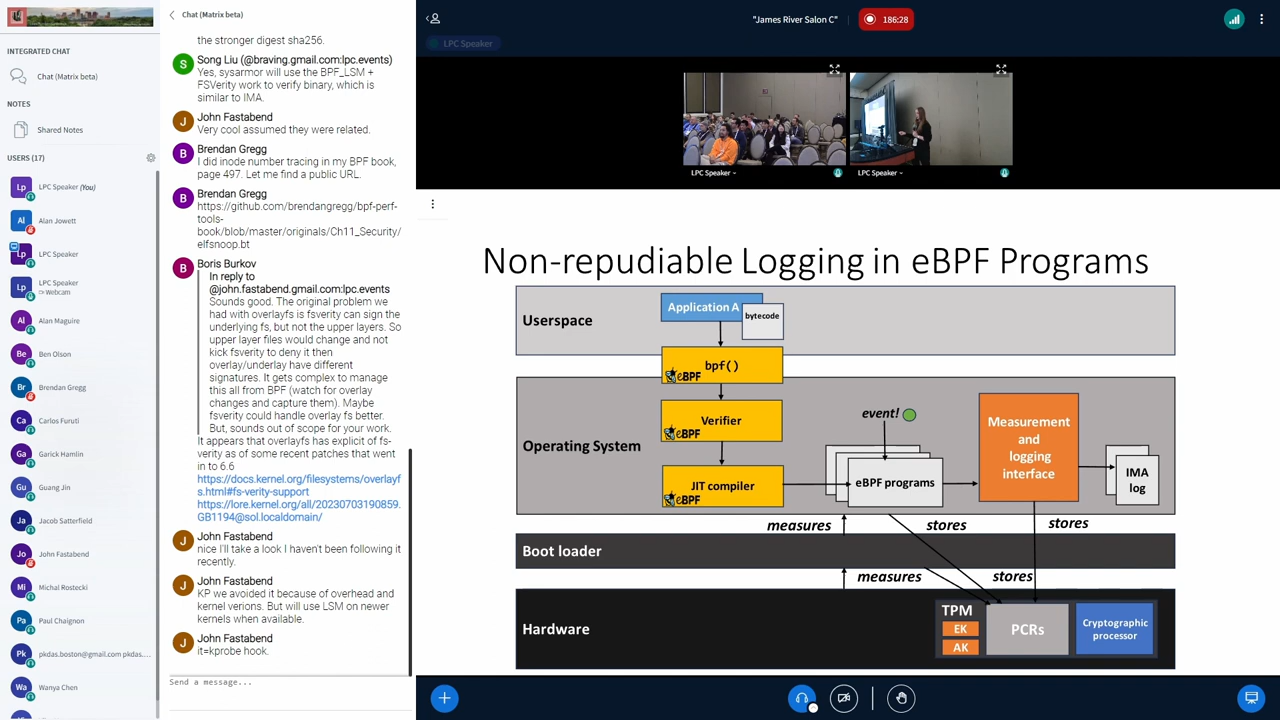 INTEGRATED CHAT
Chat (Matrix beta)
NOTES
Shared Notes
USERS (17)
Lp LPC Speaker (You)
Al Alan Jowett
Lp LPC Speaker
Lp LPC Speaker
Webcam
Al Alan Maguire
Be Ben Olson
Br Brendan Gregg
Ca Carlos Furuti
Ga Garick Hamlin
Gu Guang Jin
Ja Jacob Satterfield
Jo John Fastabend
Mi Michal Rostecki
Pa Paul Chaignon
Pk pkdas.boston@gmail.com pkdas....
Wa Wanya Chen
Chat (Matrix beta)
the stronger digest sha256.
S Song Liu (@braving.gmail.com:lpc.events)
Yes, sysarmor will use the BPF_LSM +
FSVerity work to verify binary, which is
similar to IMA.
J John Fastabend
Very cool assumed they were related.
B Brendan Gregg
I did inode number tracing in my BPF book,
page 497. Let me find a public URL.
B Brendan Gregg
https://github.com/brendangregg/bpf-perf-
tools-
book/blob/master/originals/Ch11_Security/
elfsnoop.bt
B Boris Burkov
In reply to
@john.fastabend.gmail.com:lpc.events
Sounds good. The original problem we
had with overlayfs is fsverity can sign the
underlying fs, but not the upper layers. So
upper layer files would change and not
kick fsverity to deny it then
overlay/underlay have different
signatures. It gets complex to manage
this all from BPF (watch for overlay
changes and capture them). Maybe
fsverity could handle overlay fs better.
But, sounds out of scope for your work.
It appears that overlayfs has explicit of fs-
verity as of some recent patches that went
in to 6.6
https://docs.kernel.org/filesystems/overlayf
s.html#fs-verity-support
https://lore.kernel.org/all/20230703190859.
GB1194@sol.localdomain/
J John Fastabend
nice I'll take a look I haven't been following it
recently.
J John Fastabend
KP we avoided it because of overhead and
kernel verions. But will use LSM on newer
kernels when available.
J John Fastabend
it=kprobe hook.
Send a message...
"James River Salon C"
186:28
LPC Speaker
LPC Speaker
LPC Speaker
Non-repudiable Logging in eBPF Programs
Userspace
Application A
bytecode
bpf()
eBPF
Operating System
Verifier
eBPF
JIT compiler
eBPF
event!
eBPF programs
Measurement
and
logging
interface
IMA
log
measures
stores
stores
Boot loader
measures
stores
Hardware
TPM
EK
AK
PCRs
Cryptographic
processor